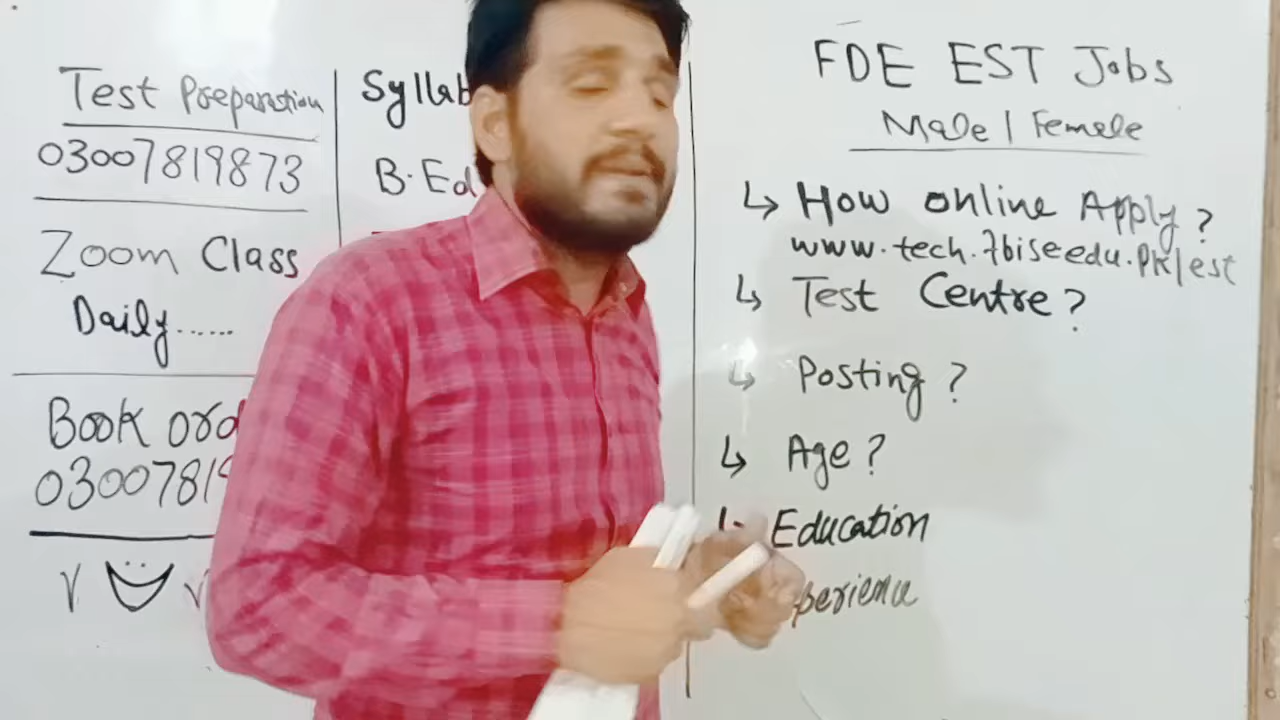 Test Preparation
03007819873
Zoom Class
Daily......
Book ord
0300781
Syllab
B.Ed
FDE EST Jobs
Male | Female
↳ How online Apply?
www.tech.fbiseedu.pk/est
↳ Test Centre?
↳ Posting?
↳ Age?
↳ Education
perience